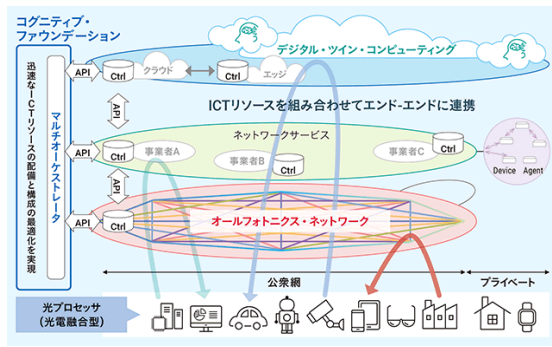 コグニティブ・
ファウンデーション
デジタル・ツイン・コンピューティング
API
Ctrl
クラウド
Ctrl
エッジ
API
ICTリソースを組み合わせてエンド-エンドに連携
迅速なICTリソースの配備と構成の最適化を実現
マルチオーケストレータ
ネットワークサービス
API
Ctrl
事業者A
事業者B
Ctrl
事業者C
Ctrl
Device
Agent
API
API
Ctrl
オールフォトニクス・ネットワーク
公衆網
プライベート
光プロセッサ
(光電融合型)